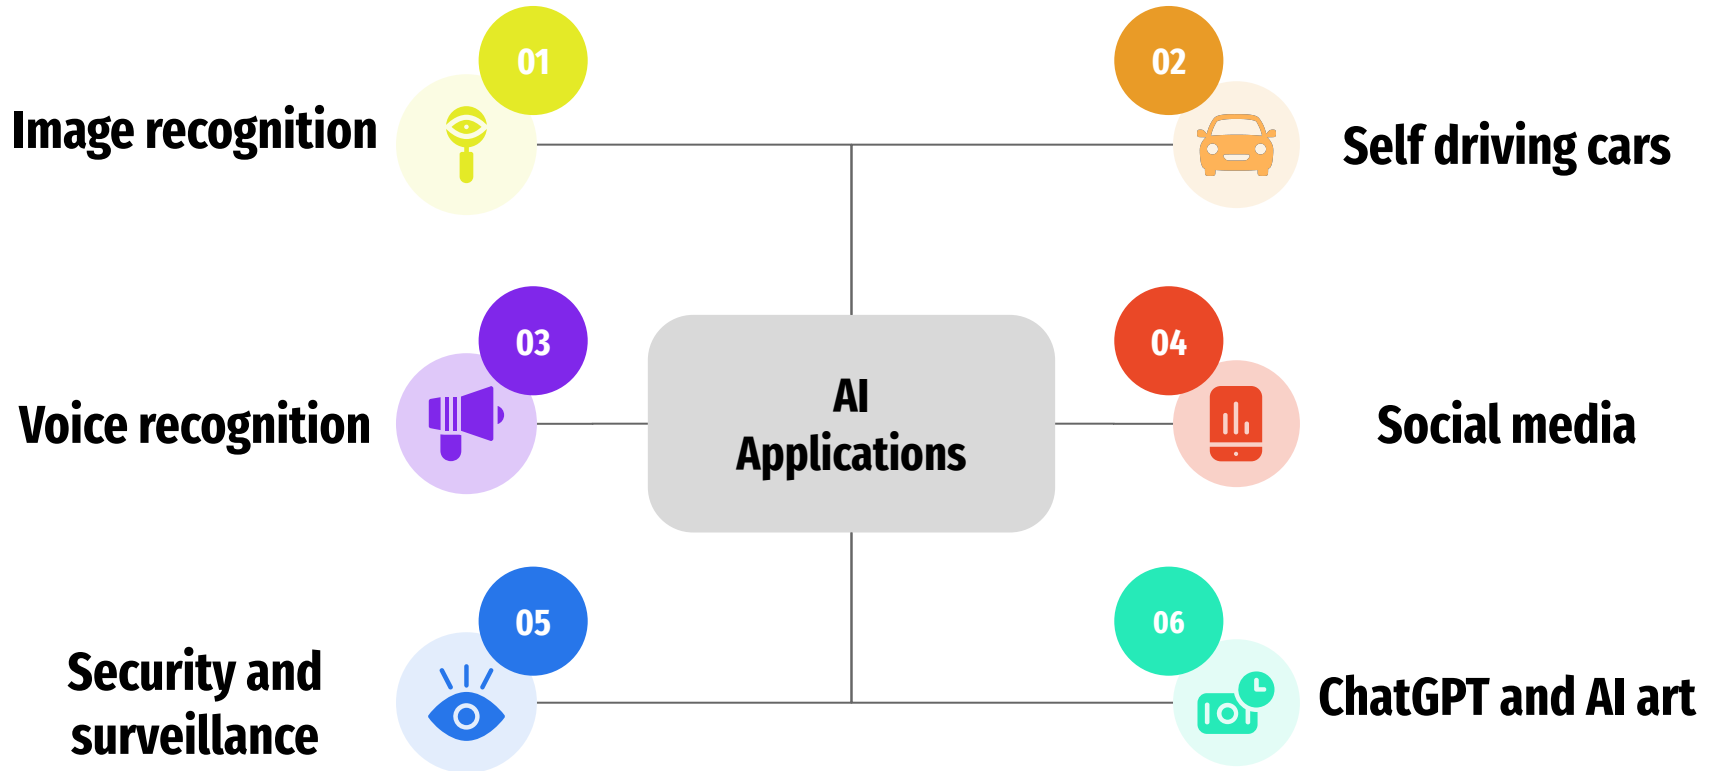 01
Image recognition
02
Self driving cars
03
Voice recognition
AI
Applications
04
Social media
05
Security and
surveillance
06
ChatGPT and AI art